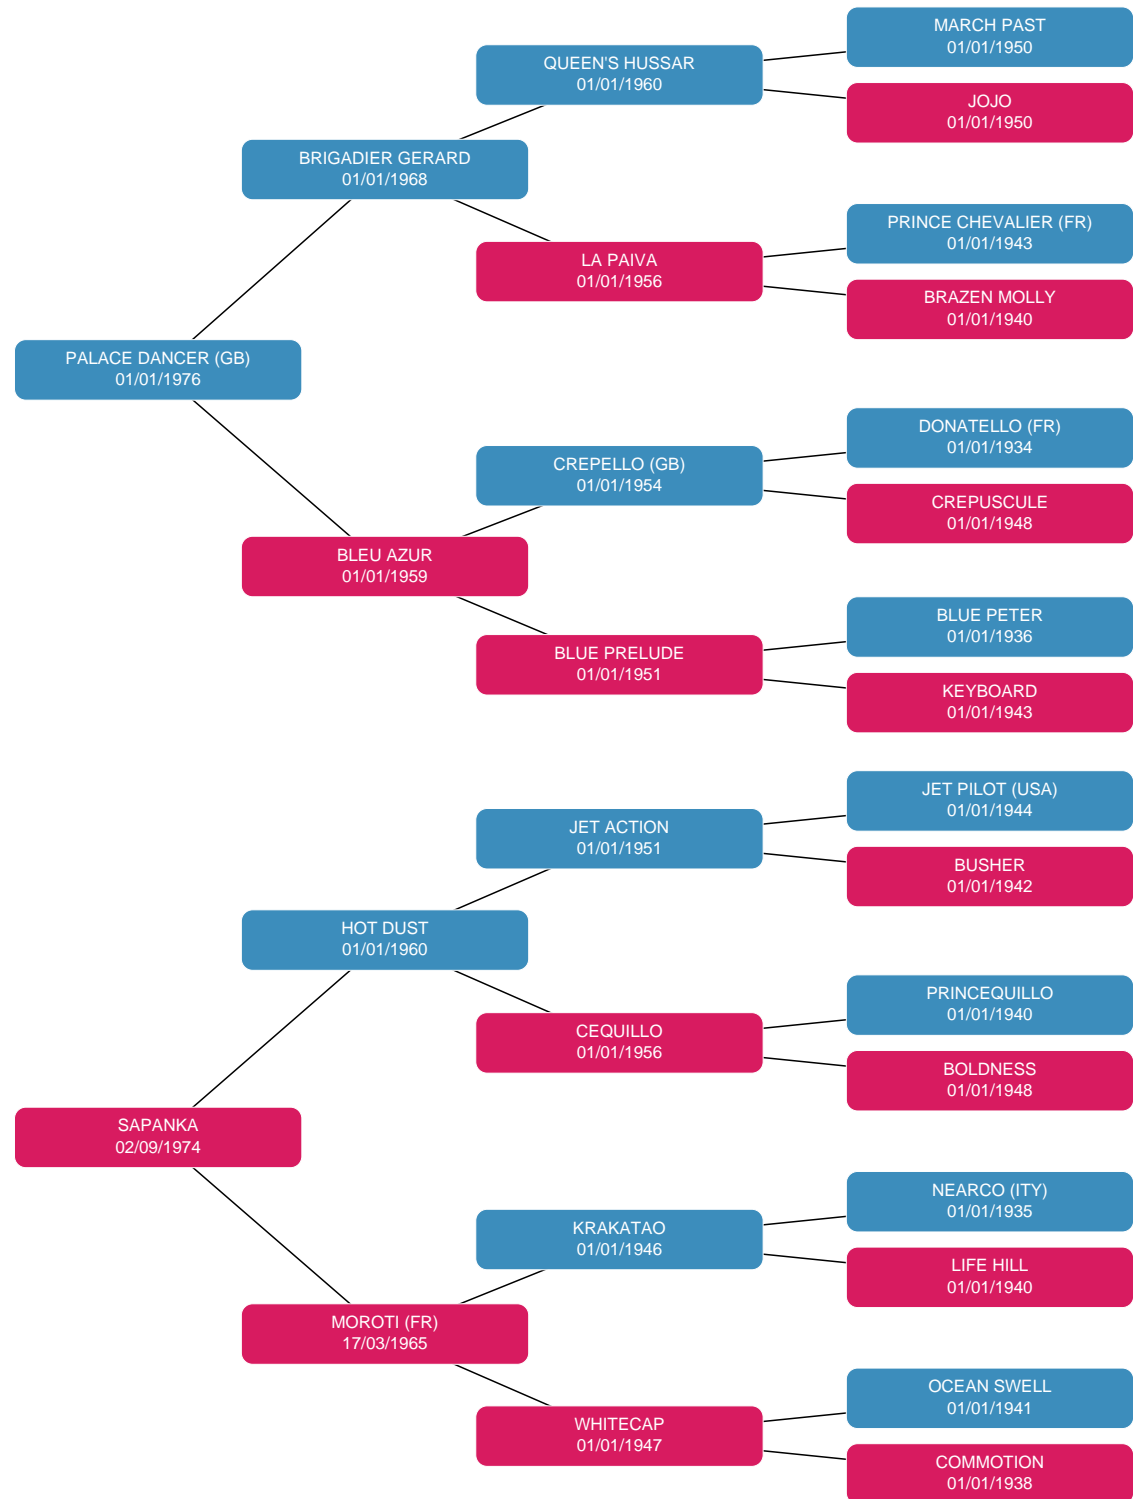 MARCH PAST
01/01/1950
QUEEN'S HUSSAR
01/01/1960
JOJO
01/01/1950
BRIGADIER GERARD
01/01/1968
PRINCE CHEVALIER (FR)
01/01/1943
LA PAIVA
01/01/1956
BRAZEN MOLLY
01/01/1940
PALACE DANCER (GB)
01/01/1976
DONATELLO (FR)
01/01/1934
CREPELLO (GB)
01/01/1954
CREPUSCULE
01/01/1948
BLEU AZUR
01/01/1959
BLUE PETER
01/01/1936
BLUE PRELUDE
01/01/1951
KEYBOARD
01/01/1943
JET PILOT (USA)
01/01/1944
JET ACTION
01/01/1951
BUSHER
01/01/1942
HOT DUST
01/01/1960
PRINCEQUILLO
01/01/1940
CEQUILLO
01/01/1956
BOLDNESS
01/01/1948
SAPANKA
02/09/1974
NEARCO (ITY)
01/01/1935
KRAKATAO
01/01/1946
LIFE HILL
01/01/1940
MOROTI (FR)
17/03/1965
OCEAN SWELL
01/01/1941
WHITECAP
01/01/1947
COMMOTION
01/01/1938